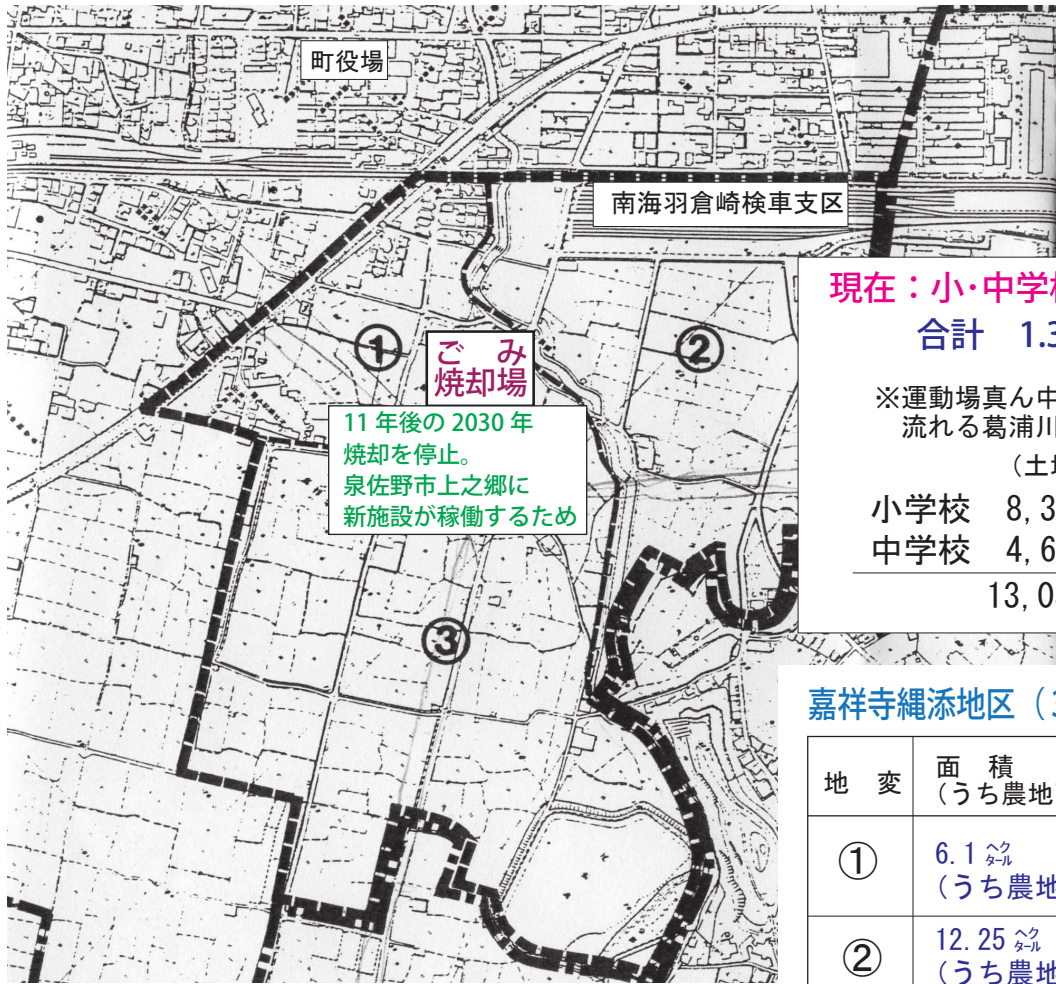 町役場
南海羽倉崎検車支区
①
②
ごみ
焼却場
11年後の2030年
焼却を停止。
泉佐野市上之郷に
新施設が稼働するため
③
現在：小・中学
合計 1.3
※運動場真ん中
流れる葛浦川
（土
小学校 8,3
中学校 4,6
13,0
嘉祥寺縄添地区（
地変
面積
(うち農地
①
6.1ヘクタール
(うち農地
②
12.25ヘクタール
(うち農地